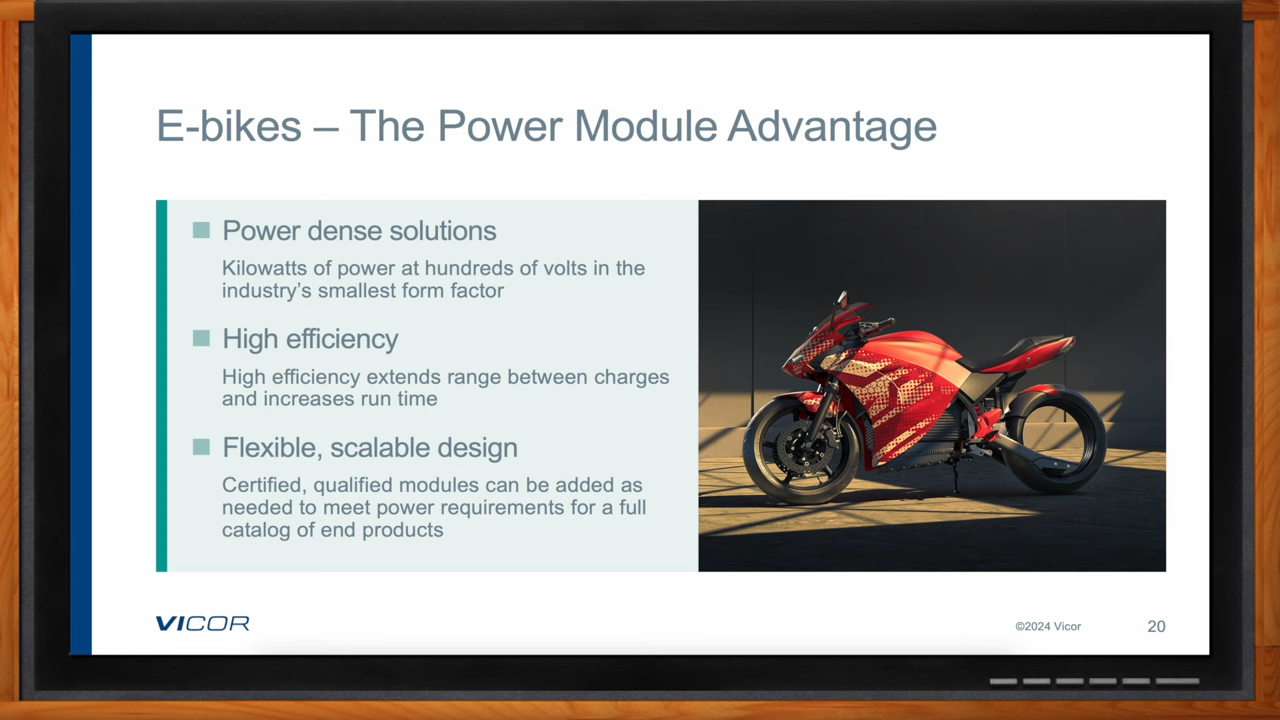 E-bikes – The Power Module Advantage
Power dense solutions
Kilowatts of power at hundreds of volts in the
industry’s smallest form factor
High efficiency
High efficiency extends range between charges
and increases run time
Flexible, scalable design
Certified, qualified modules can be added as
needed to meet power requirements for a full
catalog of end products
VICOR
©2024 Vicor
20